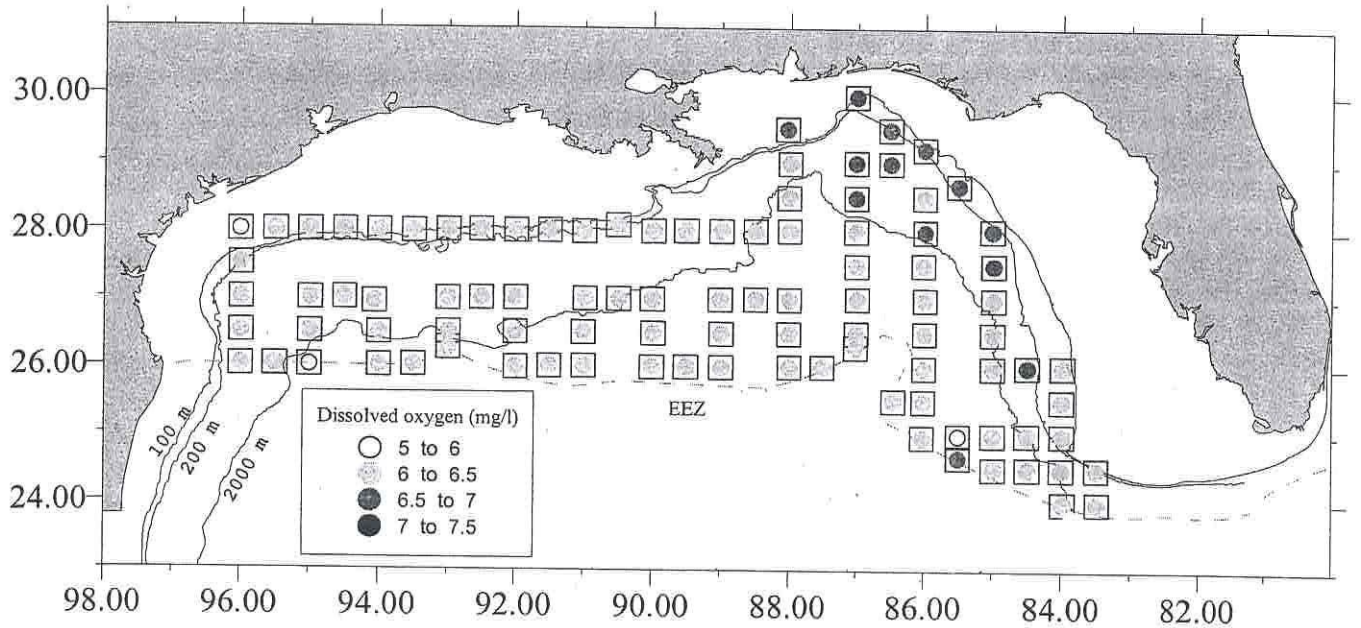 30.00
28.00
26.00
24.00
100 m
200 m
2000 m
EEZ
Dissolved oxygen (mg/l)
5 to 6
6 to 6.5
6.5 to 7
7 to 7.5
98.00 96.00 94.00 92.00 90.00 88.00 86.00 84.00 82.00